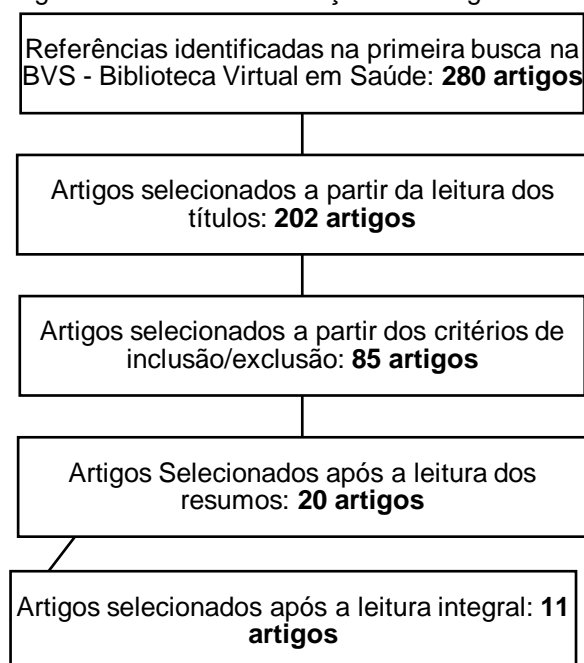 Referências identificadas na primeira busca na
BVS - Biblioteca Virtual em Saúde: 280 artigos
Artigos selecionados a partir da leitura dos
títulos: 202 artigos
Artigos selecionados a partir dos critérios de
inclusão/exclusão: 85 artigos
Artigos Selecionados após a leitura dos
resumos: 20 artigos
Artigos selecionados após a leitura integral: 11
artigos